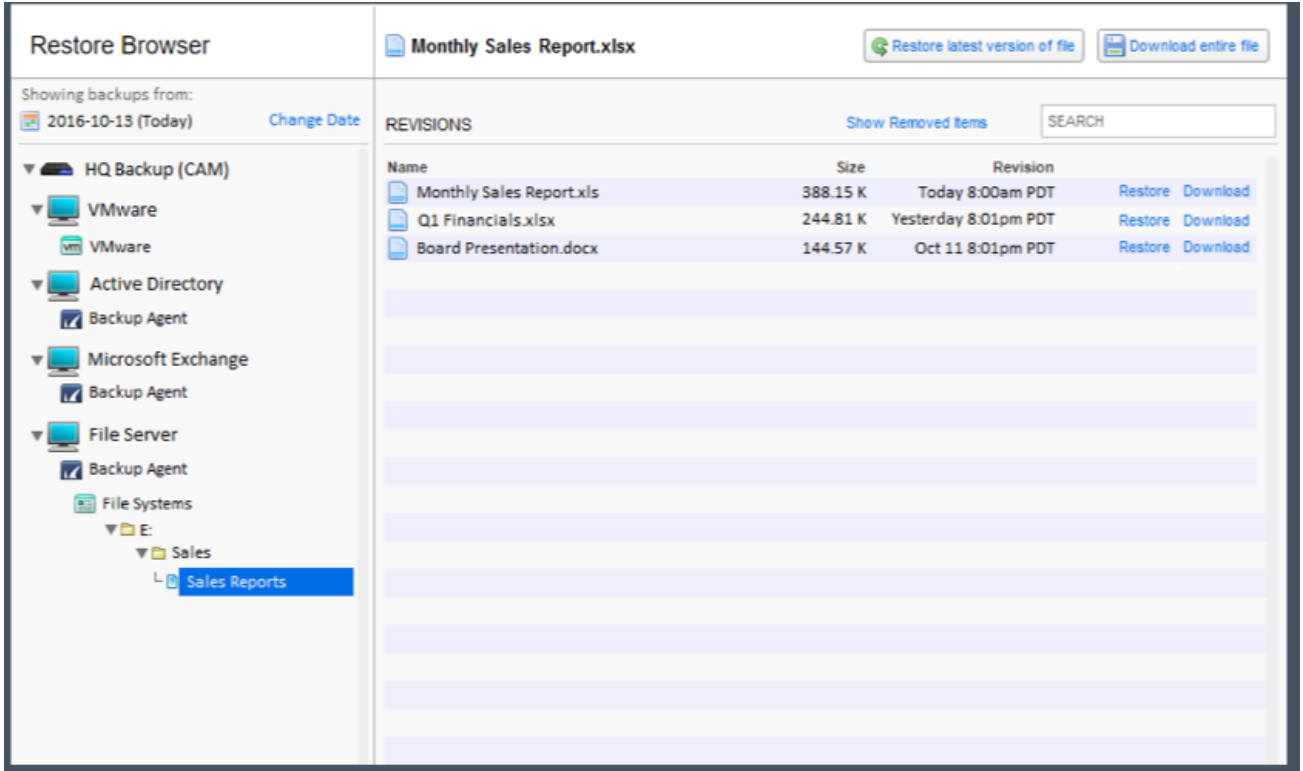 Restore Browser
Monthly Sales Report.xlsx
Restore latest version of file
Download entire file
Showing backups from:
2016-10-13 (Today)
Change Date
HQ Backup (CAM)
VMware
vm VMware
Active Directory
Backup Agent
Microsoft Exchange
Backup Agent
File Server
Backup Agent
File Systems
E:
Sales
Sales Reports
REVISIONS
Show Removed Items
SEARCH
Name Size Revision
Monthly Sales Report.xls 388.15 K Today 8:00am PDT Restore Download
Q1 Financials.xlsx 244.81 K Yesterday 8:01pm PDT Restore Download
Board Presentation.docx 144.57 K Oct 11 8:01pm PDT Restore Download